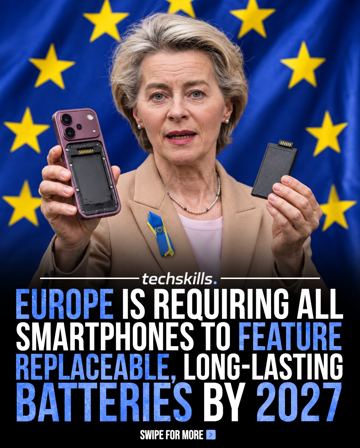 techskills.
EUROPE IS REQUIRING ALL
SMARTPHONES TO FEATURE
REPLACEABLE, LONG-LASTING
BATTERIES BY 2027
SWIPE FOR MORE